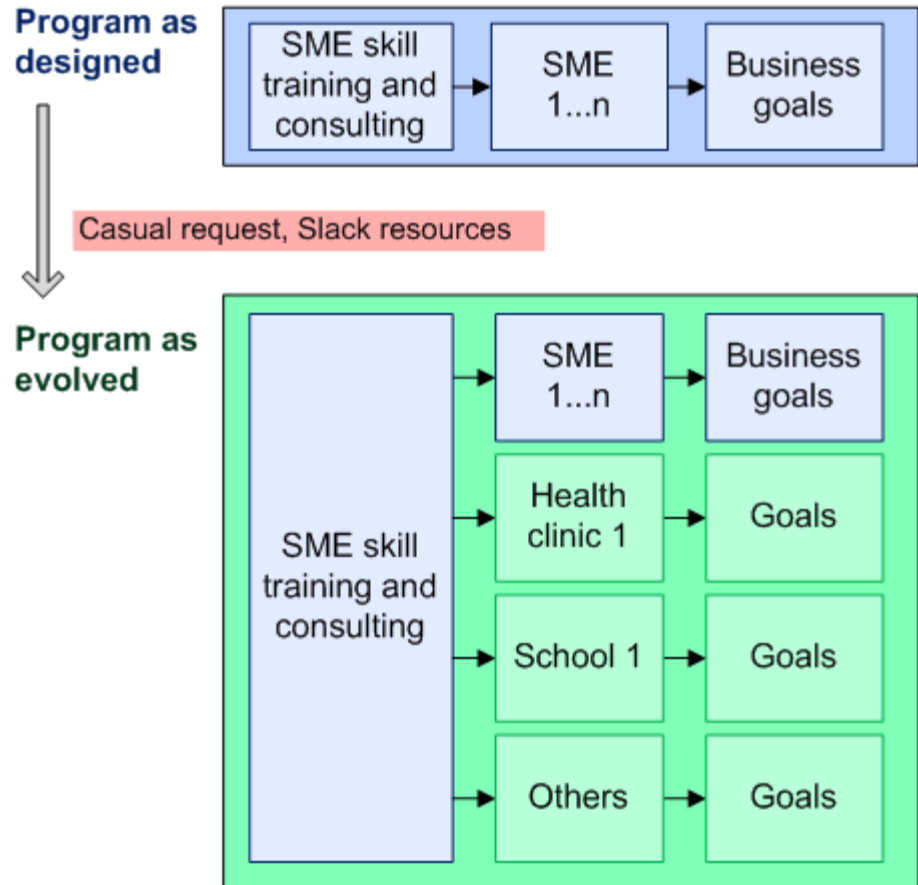 Program as
designed
SME skill
training and
consulting
SME
1...n
Business
goals
Casual request, Slack resources
Program as
evolved
SME skill
training and
consulting
SME
1...n
Business
goals
Health
clinic 1
Goals
School 1
Goals
Others
Goals